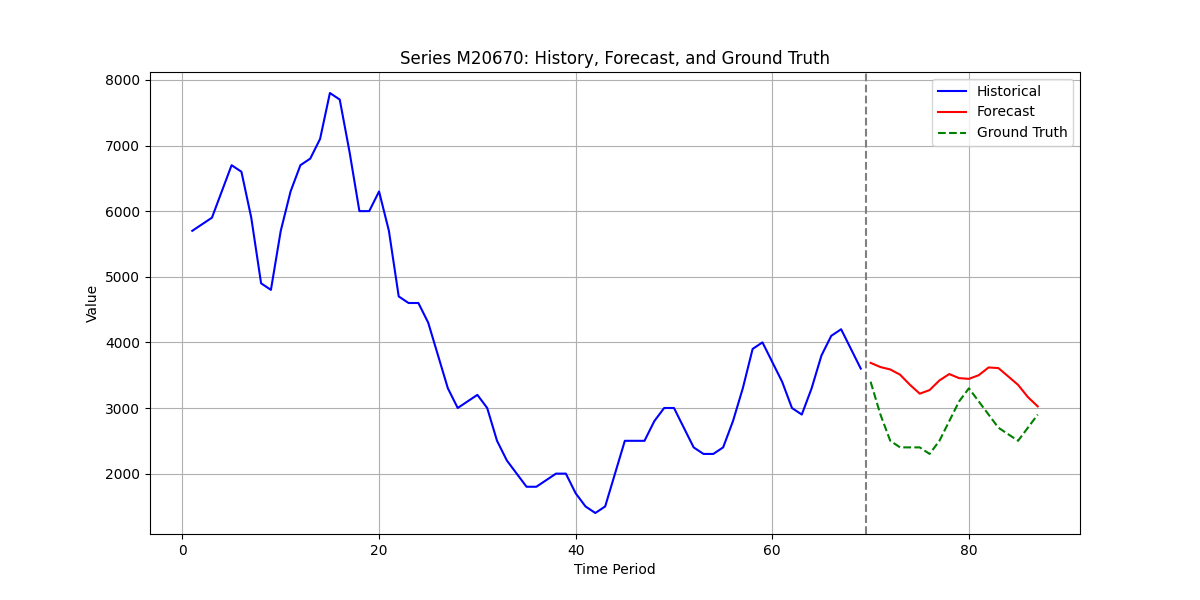 Series M20670: History, Forecast, and Ground Truth
8000
7000
6000
5000
4000
3000
2000
Value
Historical
Forecast
Ground Truth
0
20
40
60
80
Time Period